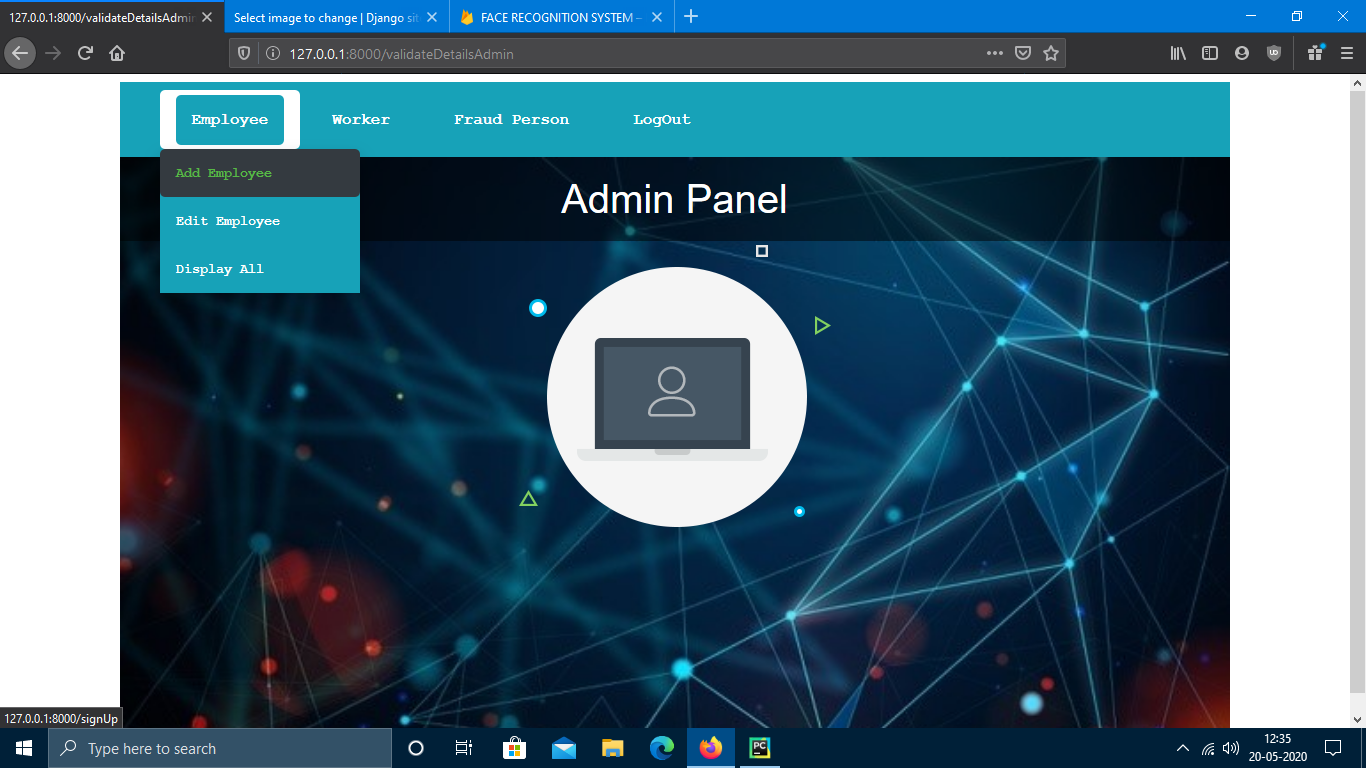 127.0.0.1:8000/validateDetailsAdmin
Select image to change | Django sit
FACE RECOGNITION SYSTEM –
127.0.0.1:8000/validateDetailsAdmin
Employee Worker Fraud Person LogOut
Add Employee
Edit Employee
Display All
Admin Panel
127.0.0.1:8000/signUp
Type here to search
PC
12:35
20-05-2020